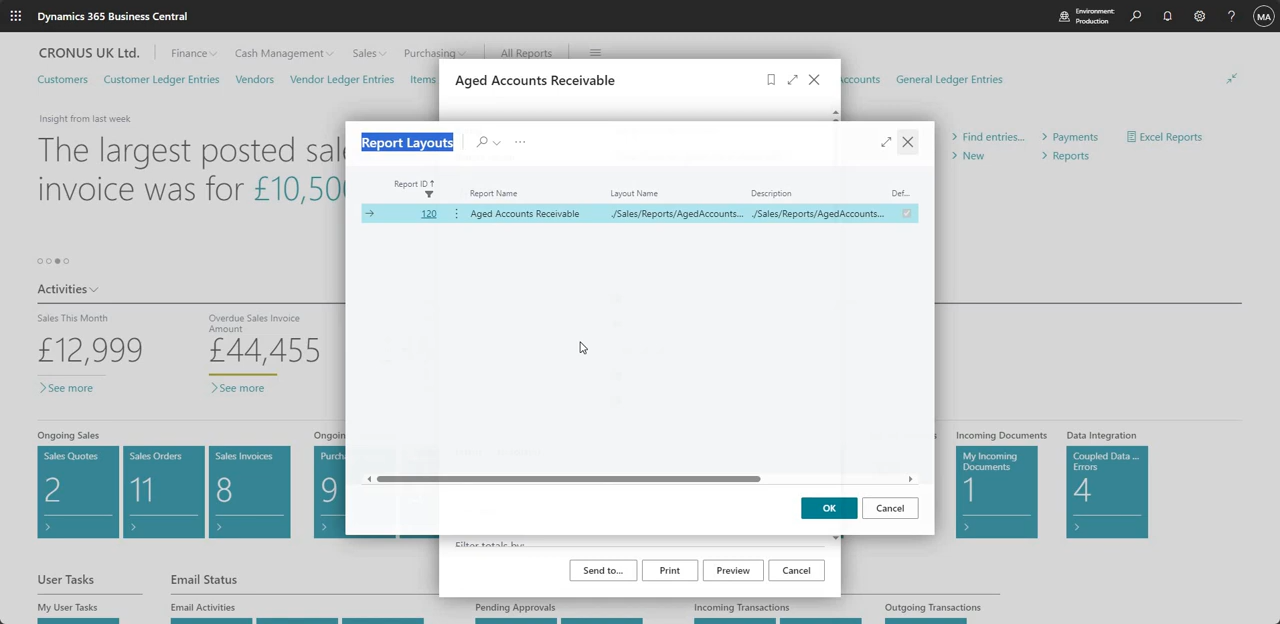 Dynamics 365 Business Central
Environment:
Production
MA
CRONUS UK Ltd.
Finance
Cash Management
Sales
Purchasing
All Reports
Customers
Customer Ledger Entries
Vendors
Vendor Ledger Entries
Items
Accounts
General Ledger Entries
Aged Accounts Receivable
Insight from last week
The largest posted sal
invoice was for £10,50
Find entries...
Payments
Excel Reports
New
Reports
Report Layouts
Report ID
Report Name
Layout Name
Description
Def...
120
Aged Accounts Receivable
./Sales/Reports/AgedAccounts...
./Sales/Reports/AgedAccounts...
Activities
Sales This Month
£12,999
See more
Overdue Sales Invoice
Amount
£44,455
See more
OK
Cancel
Ongoing Sales
Sales Quotes
2
Sales Orders
11
Sales Invoices
8
Ongoin
Purcha
9
Incoming Documents
My Incoming
Documents
1
Data Integration
Coupled Data ...
Errors
4
Filter totals by:
Send to...
Print
Preview
Cancel
User Tasks
My User Tasks
Email Status
Email Activities
Pending Approvals
Incoming Transactions
Outgoing Transactions